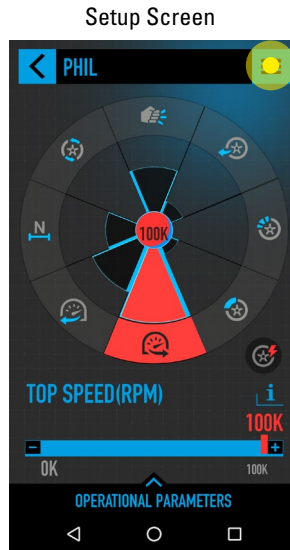 Setup Screen
PHIL
N
100K
TOP SPEED(RPM)
i
100K
- +
0K 100K
OPERATIONAL PARAMETERS